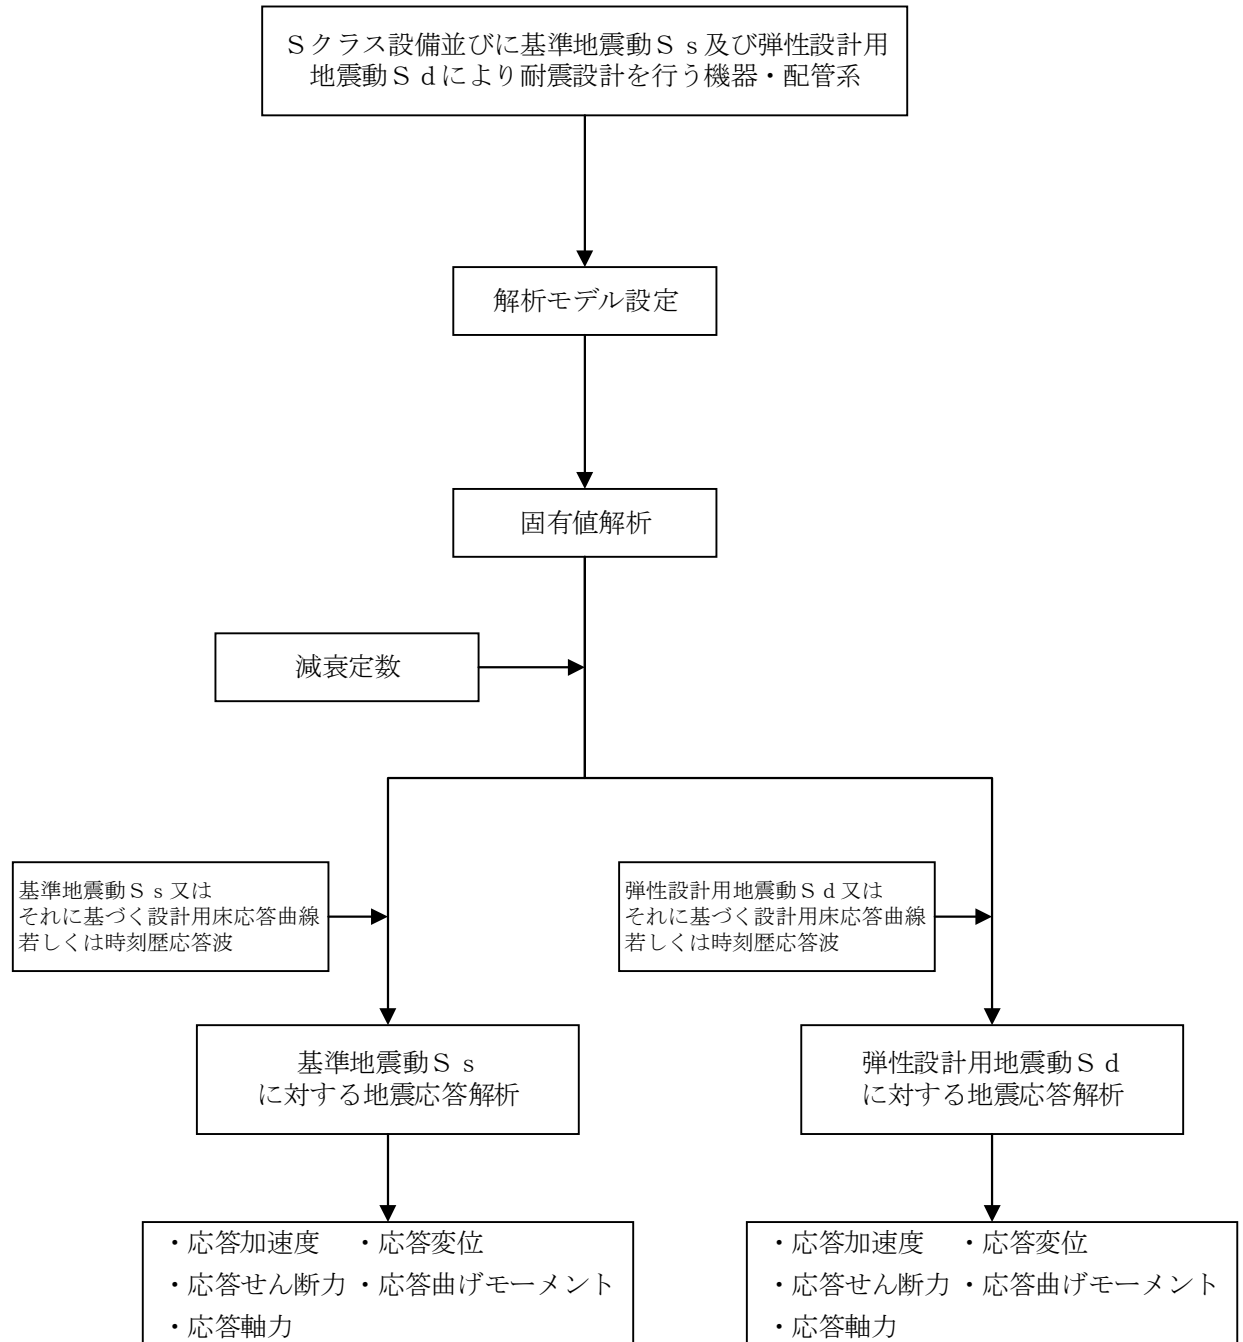 Sクラス設備並びに基準地震動Ss及び弾性設計用
地震動Sdにより耐震設計を行う機器・配管系
解析モデル設定
固有値解析
減衰定数
基準地震動Ss又は
それに基づく設計用床応答曲線
若しくは時刻歴応答波
弾性設計用地震動Sd又は
それに基づく設計用床応答曲線
若しくは時刻歴応答波
基準地震動Ss
に対する地震応答解析
弾性設計用地震動Sd
に対する地震応答解析
・応答加速度 ・応答変位
・応答せん断力 ・応答曲げモーメント
・応答軸力
・応答加速度 ・応答変位
・応答せん断力 ・応答曲げモーメント
・応答軸力